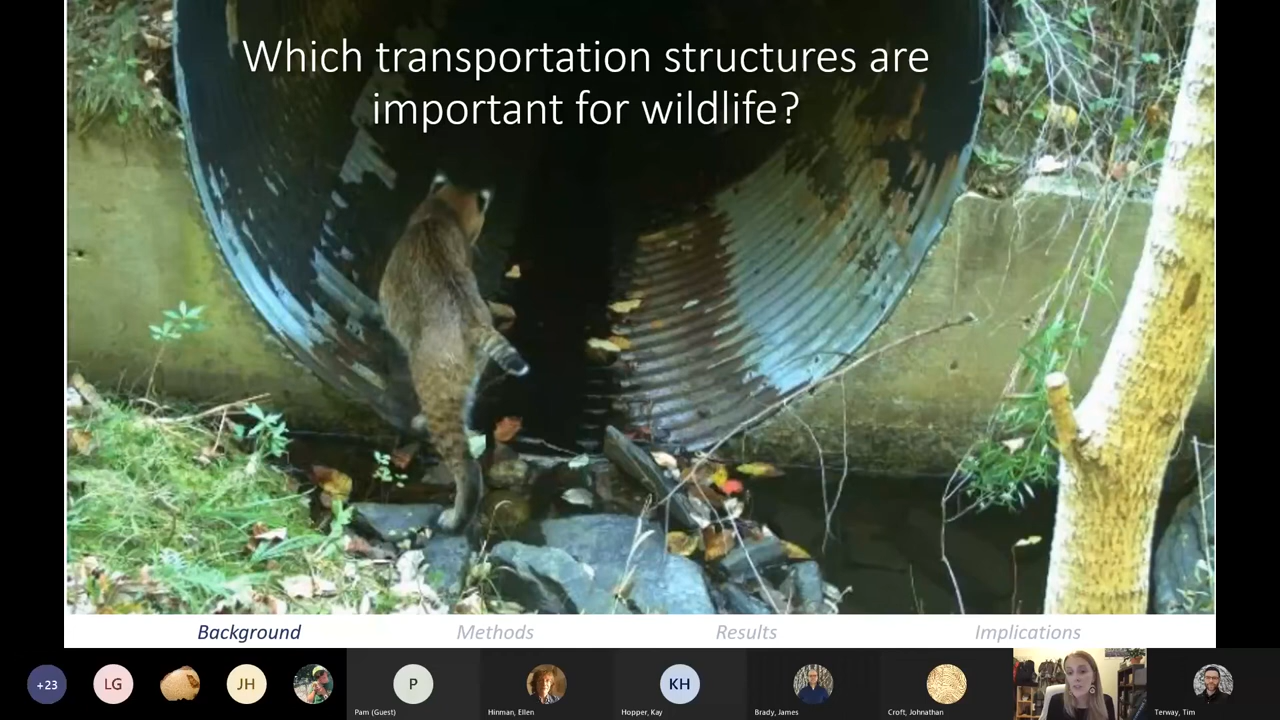 Which transportation structures are
important for wildlife?
Background Methods Results Implications
+23 LG JH P KH
Pam (Guest) Hinman, Ellen Hopper, Kay Brady, James Croft, Johnathan Terway, Tim